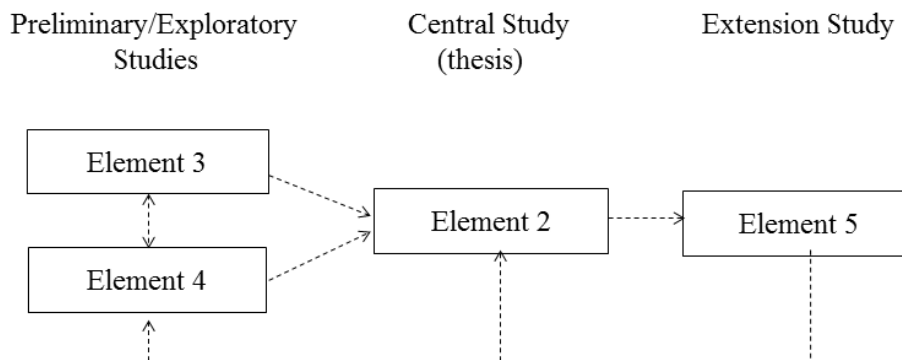 Preliminary/Exploratory
Studies
Central Study
(thesis)
Extension Study
Element 3
Element 4
Element 2
Element 5